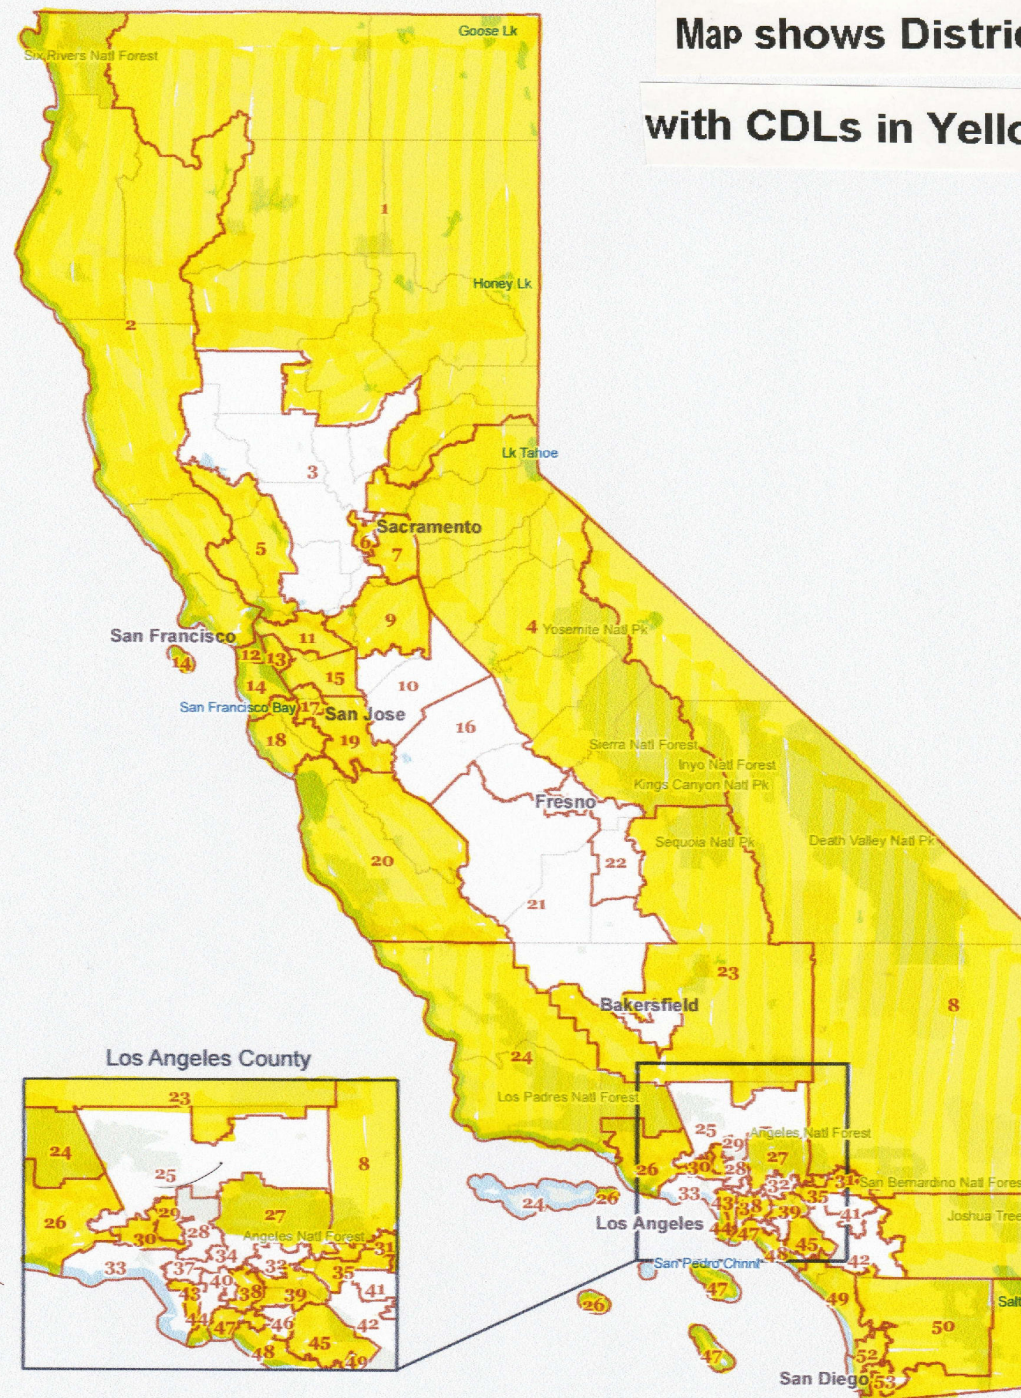 Map shows Distric
with CDLs in Yello
Goose Lk
Six Rivers Natl Forest
1
Honey Lk
2
3
Lk Tahoe
Sacramento
6
7
5
9
4
Yosemite Natl Pk
San Francisco
11
12
13
14
14
15
10
San Francisco Bay
17
San Jose
16
18
19
Sierra Natl Forest
Inyo Natl Forest
Kings Canyon Natl Pk
Fresno
Sequoia Natl Pk
Death Valley Natl Pk
20
22
21
23
8
Bakersfield
24
Los Padres Natl Forest
25
29
Angeles Natl Forest
27
26
30
28
32
31
San Bernardino Natl Fores
33
35
24
26
43
38
39
41
Joshua Tree
Los Angeles
44
47
45
48
42
San Pedro Chnnl
47
26
49
Salt
50
47
52
San Diego
53
Los Angeles County
23
24
25
8
26
29
27
30
28
Angeles Natl Forest
31
33
34
37
32
35
40
41
43
38
39
44
47
46
42
45
48
49